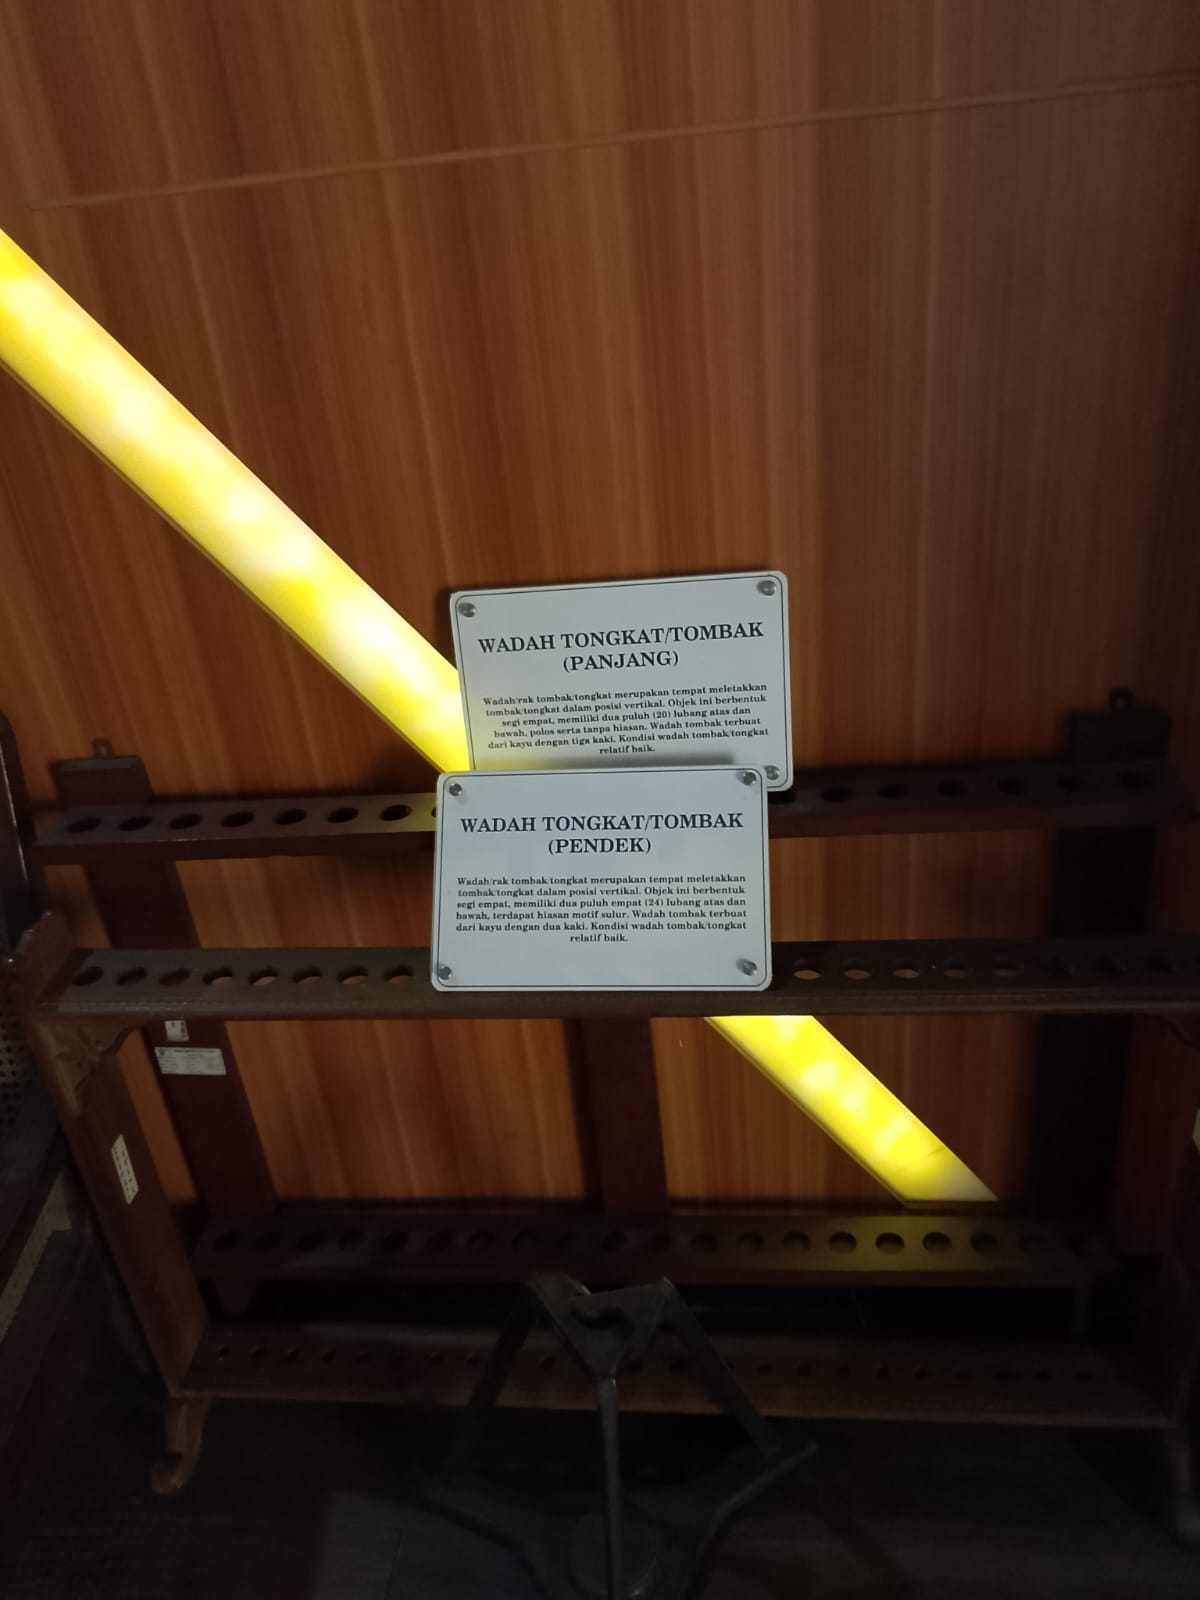 WADAH TONGKAT/TOMBAK
(PANJANG)
Wadah/rak tombak/tongkat merupakan tempat meletakkan
tombak/tongkat dalam posisi vertikal. Objek ini berbentuk
segi empat, memiliki dua puluh (20) lubang atas dan
bawah, polos serta tanpa hiasan. Wadah tombak terbuat
dari kayu dengan tiga kaki. Kondisi wadah tombak/tongkat
relatif baik.
WADAH TONGKAT/TOMBAK
(PENDEK)
Wadah/rak tombak/tongkat merupakan tempat meletakkan
tombak/tongkat dalam posisi vertikal. Objek ini berbentuk
segi empat, memiliki dua puluh empat (24) lubang atas dan
bawah, terdapat hiasan motif sulur. Wadah tombak terbuat
dari kayu dengan dua kaki. Kondisi wadah tombak/tongkat
relatif baik.